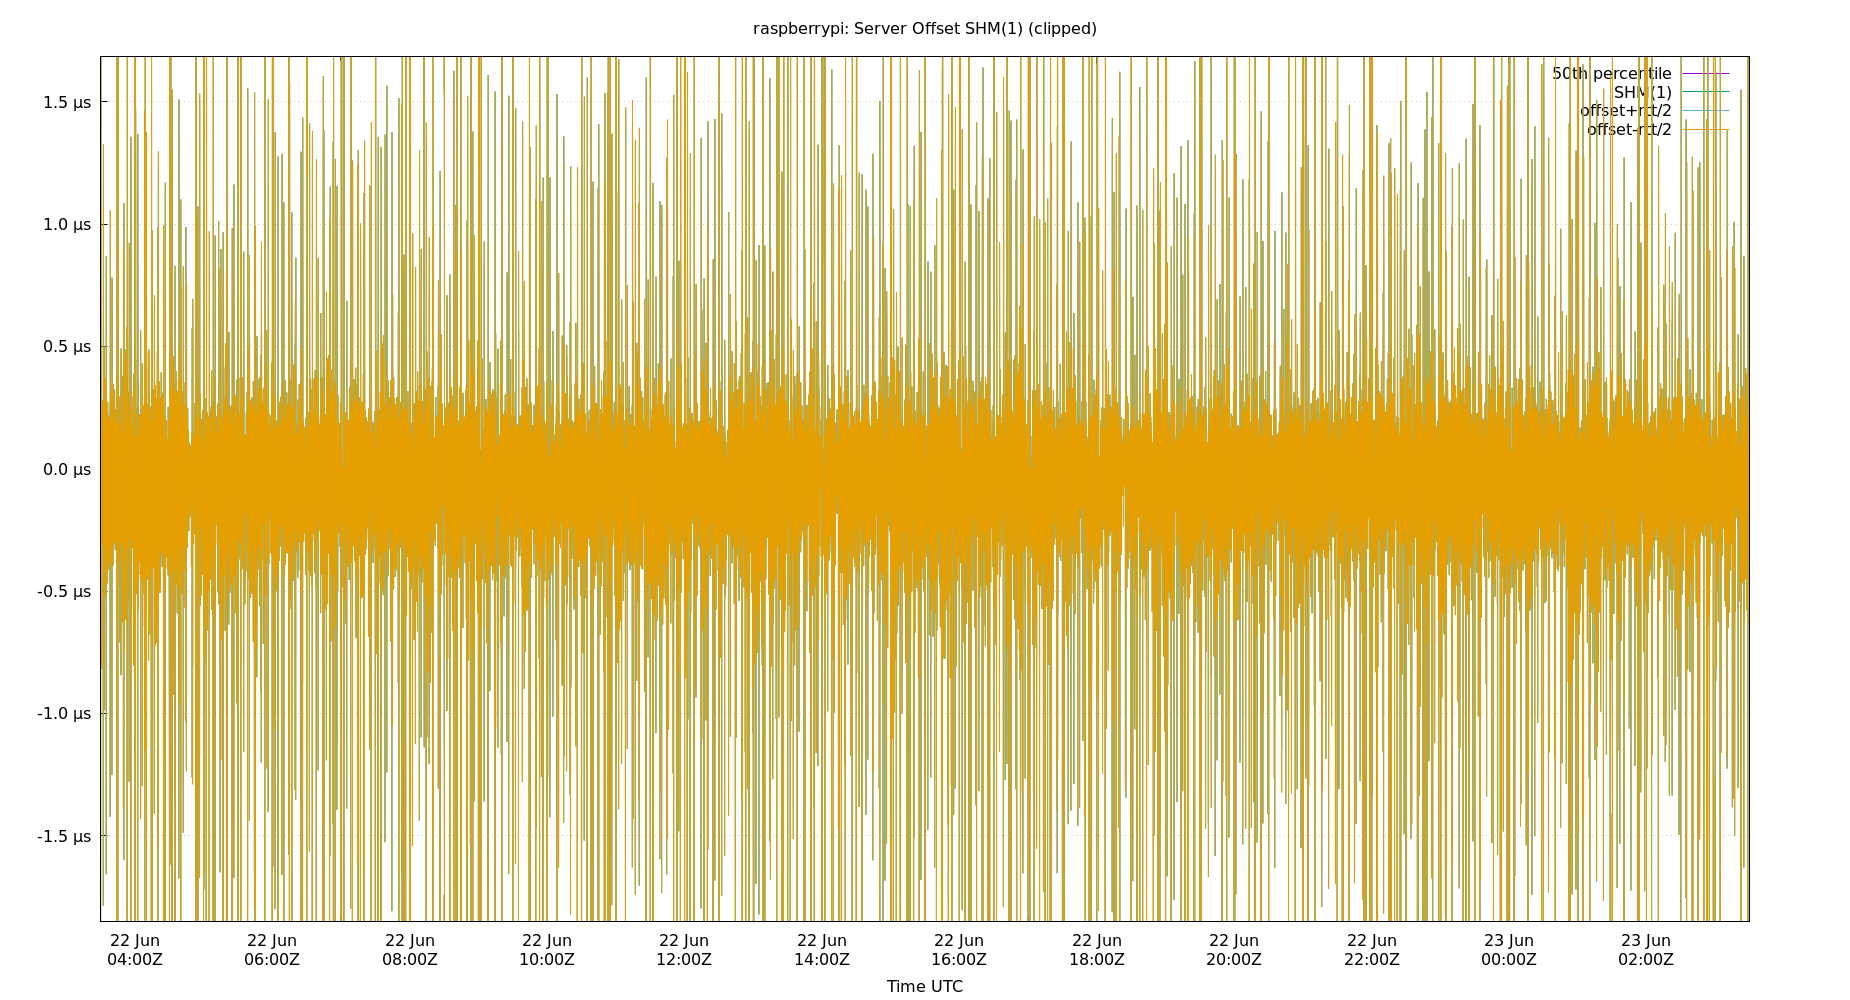 raspberrypi: Server Offset SHM(1) (clipped)
50th percentile
SHM(1)
offset+rtt/2
offset-rtt/2
1.5 µs
1.0 µs
0.5 µs
0.0 µs
-0.5 µs
-1.0 µs
-1.5 µs
22 Jun 22 Jun 22 Jun 22 Jun 22 Jun 22 Jun 22 Jun 22 Jun 22 Jun 22 Jun 23 Jun 23 Jun
04:00Z 06:00Z 08:00Z 10:00Z 12:00Z 14:00Z 16:00Z 18:00Z 20:00Z 22:00Z 00:00Z 02:00Z
Time UTC